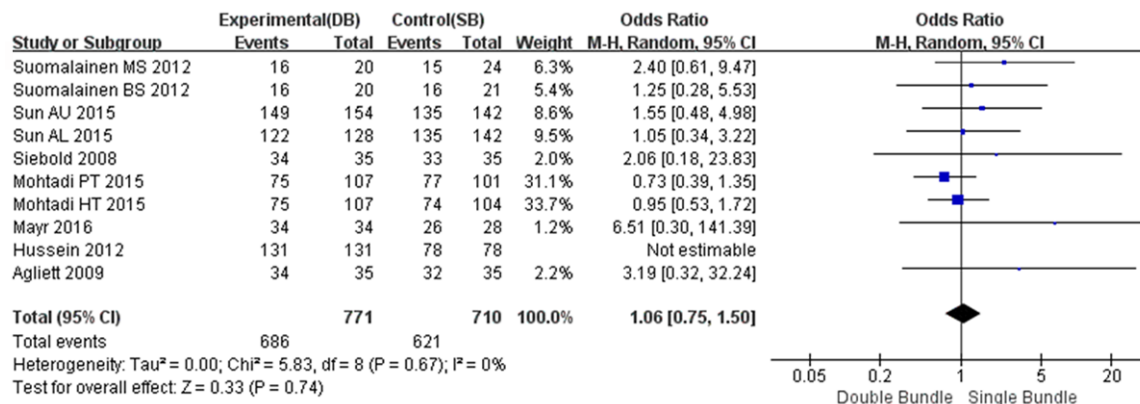 Experimental(DB) Control(SB) Odds Ratio Odds Ratio
Study or Subgroup Events Total Events Total Weight M-H, Random, 95% CI M-H, Random, 95% CI
Suomalainen MS 2012 16 20 15 24 6.3% 2.40 [0.61, 9.47]
Suomalainen BS 2012 16 20 16 21 5.4% 1.25 [0.28, 5.53]
Sun AU 2015 149 154 135 142 8.6% 1.55 [0.48, 4.98]
Sun AL 2015 122 128 135 142 9.5% 1.05 [0.34, 3.22]
Siebold 2008 34 35 33 35 2.0% 2.06 [0.18, 23.83]
Mohtadi PT 2015 75 107 77 101 31.1% 0.73 [0.39, 1.35]
Mohtadi HT 2015 75 107 74 104 33.7% 0.95 [0.53, 1.72]
Mayr 2016 34 34 26 28 1.2% 6.51 [0.30, 141.39]
Hussein 2012 131 131 78 78 Not estimable
Agliett 2009 34 35 32 35 2.2% 3.19 [0.32, 32.24]
Total (95% CI) 771 710 100.0% 1.06 [0.75, 1.50]
Total events 686 621
Heterogeneity: Tau² = 0.00; Chi² = 5.83, df = 8 (P = 0.67); I² = 0%
Test for overall effect: Z = 0.33 (P = 0.74)
0.05 0.2 1 5 20
Double Bundle Single Bundle